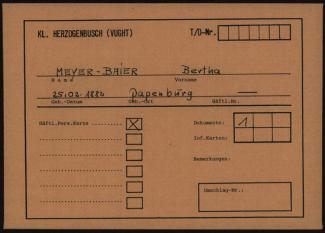 KL. HERZOGENBUSCH (VUGHT) T/D-Nr.
MEYER-BAIER Bertha
Name Vorname
25.02.1880 Papenburg —
Geb.-Datum Geb.-Ort Häftl.Nr.
Häftl.Pers.Karte X Dokumente: 1
Inf.Karten:
Bemerkungen:
Umschlag-Nr.: